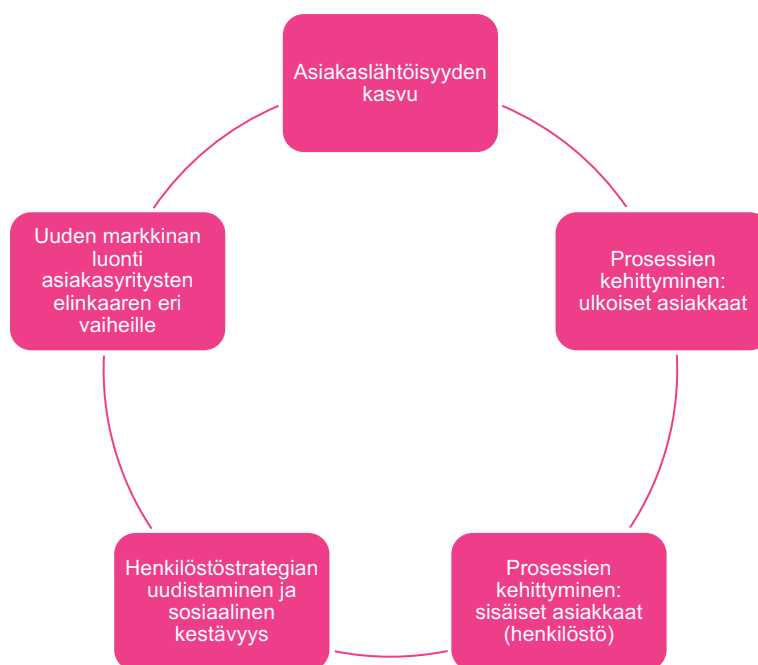 Asiakaslähtöisyyden
kasvu
Prosessien
kehittyminen:
ulkoiset asiakkaat
Prosessien
kehittyminen:
sisäiset asiakkaat
(henkilöstö)
Henkilöstöstrategian
uudistaminen ja
sosiaalinen
kestävyys
Uuden markkinan
luonti
asiakasyritysten
elinkaaren eri
vaiheille